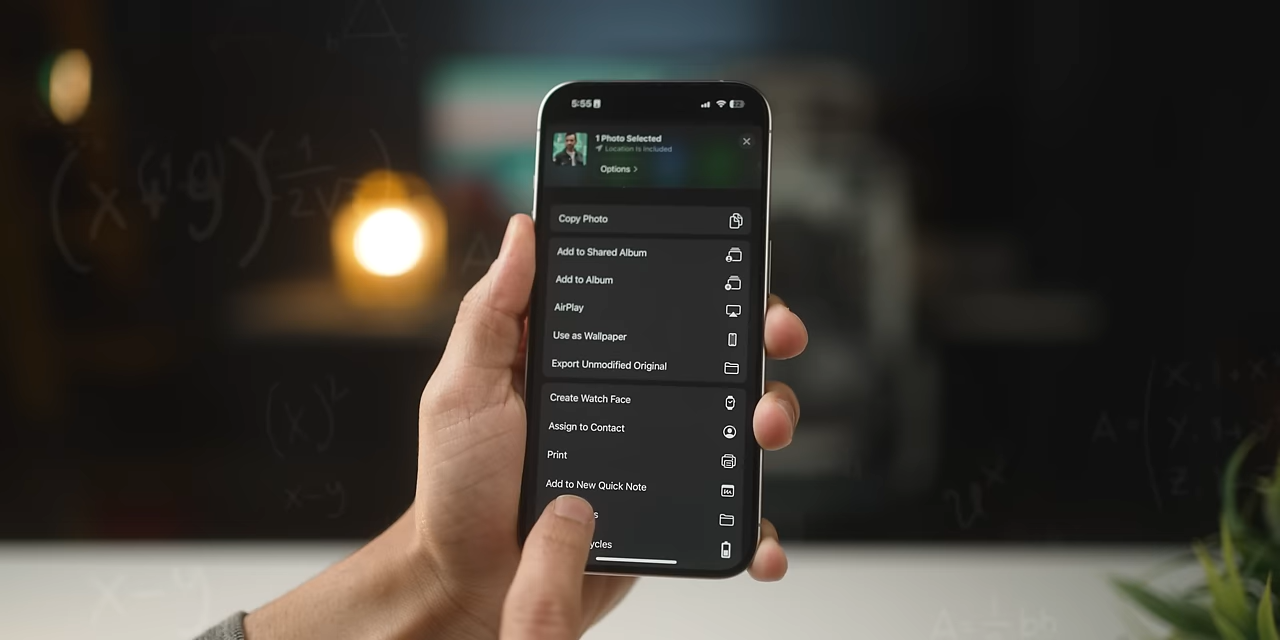 5:55
1 Photo Selected
Location is included
Options >
Copy Photo
Add to Shared Album
Add to Album
AirPlay
Use as Wallpaper
Export Unmodified Original
Create Watch Face
Assign to Contact
Print
Add to New Quick Note
s
ycles